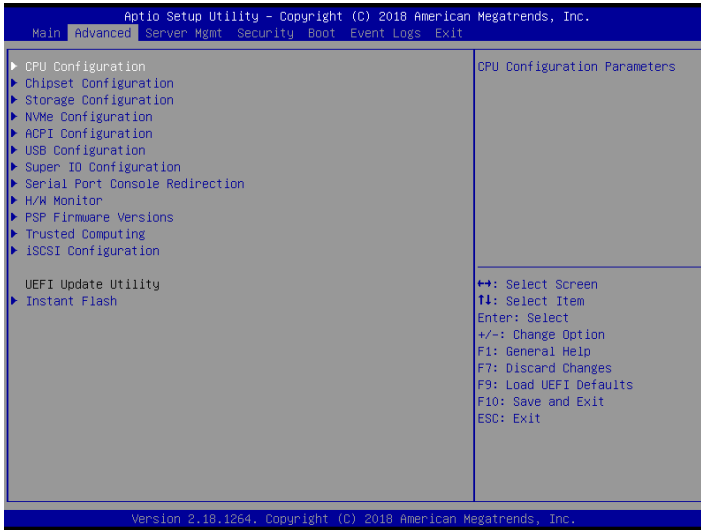 Aptio Setup Utility – Copyright (C) 2018 American Megatrends, Inc.
Main Advanced Server Mgmt Security Boot Event Logs Exit
CPU Configuration
Chipset Configuration
Storage Configuration
NVMe Configuration
ACPI Configuration
USB Configuration
Super IO Configuration
Serial Port Console Redirection
H/W Monitor
PSP Firmware Versions
Trusted Computing
iSCSI Configuration
UEFI Update Utility
Instant Flash
CPU Configuration Parameters
↔: Select Screen
↑↓: Select Item
Enter: Select
+/-: Change Option
F1: General Help
F7: Discard Changes
F9: Load UEFI Defaults
F10: Save and Exit
ESC: Exit
Version 2.18.1264. Copyright (C) 2018 American Megatrends, Inc.